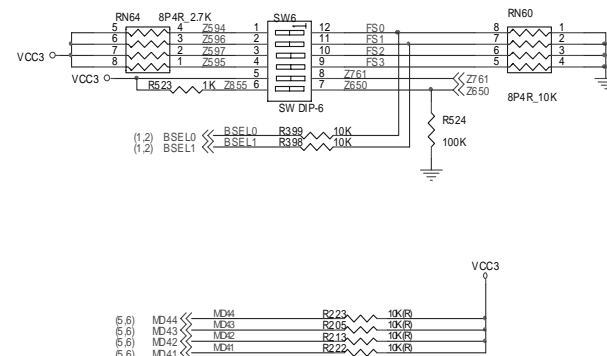 RN64 8P4R_2.7K SW6 RN60
5 4 Z594 1 12 FS0 8 1
6 3 Z596 2 11 FS1 7 2
7 2 Z597 3 10 FS2 6 3
8 1 Z595 4 9 FS3 5 4
VCC3
VCC3 5 8 Z761 Z761
R523 1K Z855 6 7 Z650 Z650
8P4R_10K
SW DIP-6
R524
100K
(1,2) BSEL0 BSEL0 R399 10K
(1,2) BSEL1 BSEL1 R398 10K
VCC3
(5,6) MD44 MD44 R223 10K(R)
(5,6) MD43 MD43 R205 10K(R)
(5,6) MD42 MD42 R213 10K(R)
(5,6) MD41 MD41 R222 10K(R)